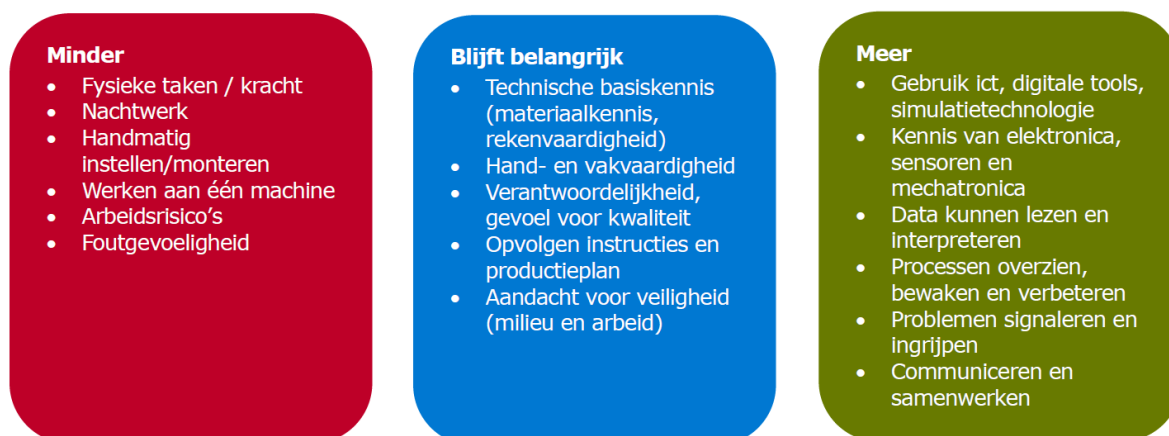 Minder
• Fysieke taken / kracht
• Nachtwerk
• Handmatig
instellen/monteren
• Werken aan één machine
• Arbeidsrisico's
• Foutgevoeligheid
Blijft belangrijk
• Technische basiskennis
(materiaalkennis,
rekenvaardigheid)
• Hand- en vakvaardigheid
• Verantwoordelijkheid,
gevoel voor kwaliteit
• Opvolgen instructies en
productieplan
• Aandacht voor veiligheid
(milieu en arbeid)
Meer
• Gebruik ict, digitale tools,
simulatietechnologie
• Kennis van elektronica,
sensoren en
mechatronica
• Data kunnen lezen en
interpreteren
• Processen overzien,
bewaken en verbeteren
• Problemen signaleren en
ingrijpen
• Communiceren en
samenwerken